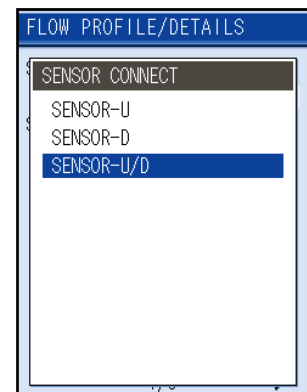 FLOW PROFILE/DETAILS
SENSOR CONNECT
SENSOR-U
SENSOR-D
SENSOR-U/D